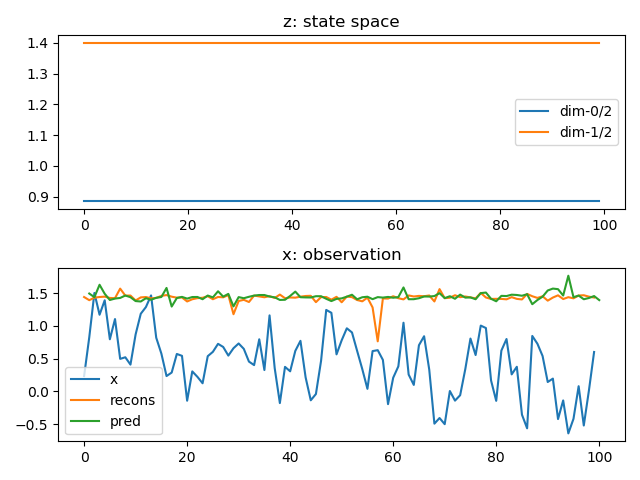 z: state space
1.4
1.3
1.2
1.1
1.0
0.9
dim-0/2
dim-1/2
0 20 40 60 80 100
x: observation
1.5
1.0
0.5
0.0
−0.5
x
recons
pred
0 20 40 60 80 100